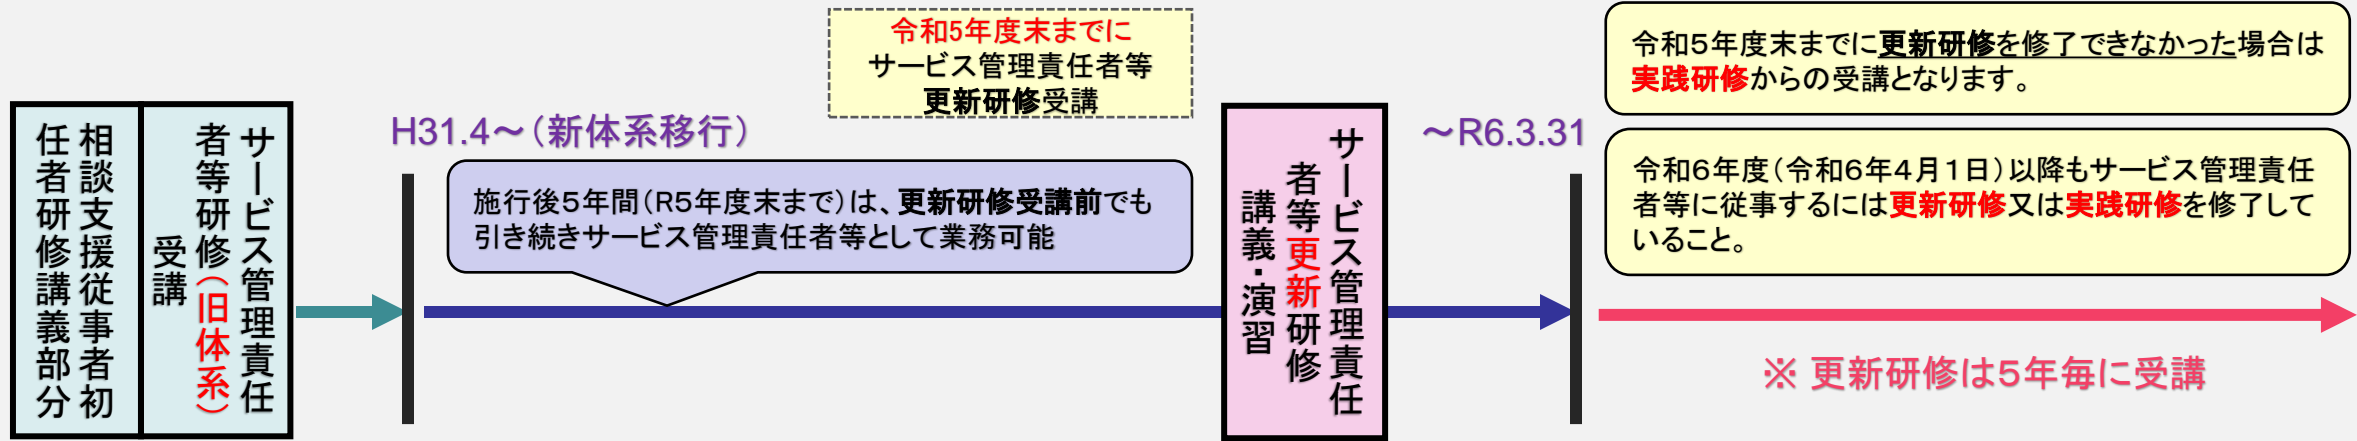 相談支援従事者初
任者研修講義部分
サービス管理責任
者等研修（旧体系）
受講
H31.4～（新体系移行）
施行後５年間（R5年度末まで）は、更新研修受講前でも
引き続きサービス管理責任者等として業務可能
令和5年度末までに
サービス管理責任者等
更新研修受講
サービス管理責任
者等更新研修
講義・演習
～R6.3.31
令和５年度末までに更新研修を修了できなかった場合は
実践研修からの受講となります。
令和６年度（令和６年４月１日）以降もサービス管理責任
者等に従事するには更新研修又は実践研修を修了して
いること。
※ 更新研修は５年毎に受講